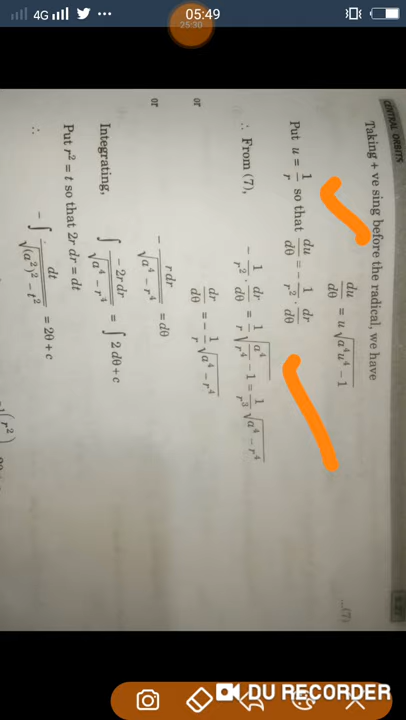 4G
05:49
25:30
CENTRAL ORBITS
Taking + ve sing before the radical, we have
du/dθ = u √(a⁴u⁴ − 1) ...(7)
Put u = 1/r so that du/dθ = − 1/r² · dr/dθ
∴ From (7), − 1/r² · dr/dθ = 1/r √(a⁴/r⁴ − 1) = 1/r³ √(a⁴ − r⁴)
or dr/dθ = − 1/r √(a⁴ − r⁴)
or − r dr/√(a⁴ − r⁴) = dθ
Integrating, ∫ − 2r dr/√(a⁴ − r⁴) = ∫ 2 dθ + c
Put r² = t so that 2r dr = dt
∴ − ∫ dt/√((a²)² − t²) = 2θ + c
DU RECORDER